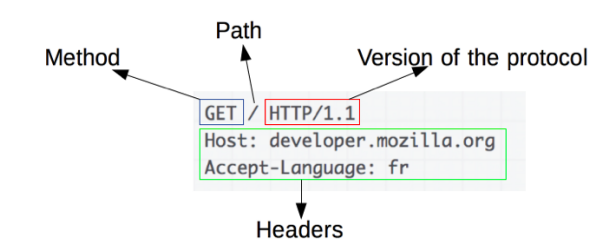 Path
Method
Version of the protocol
GET / HTTP/1.1
Host: developer.mozilla.org
Accept-Language: fr
Headers